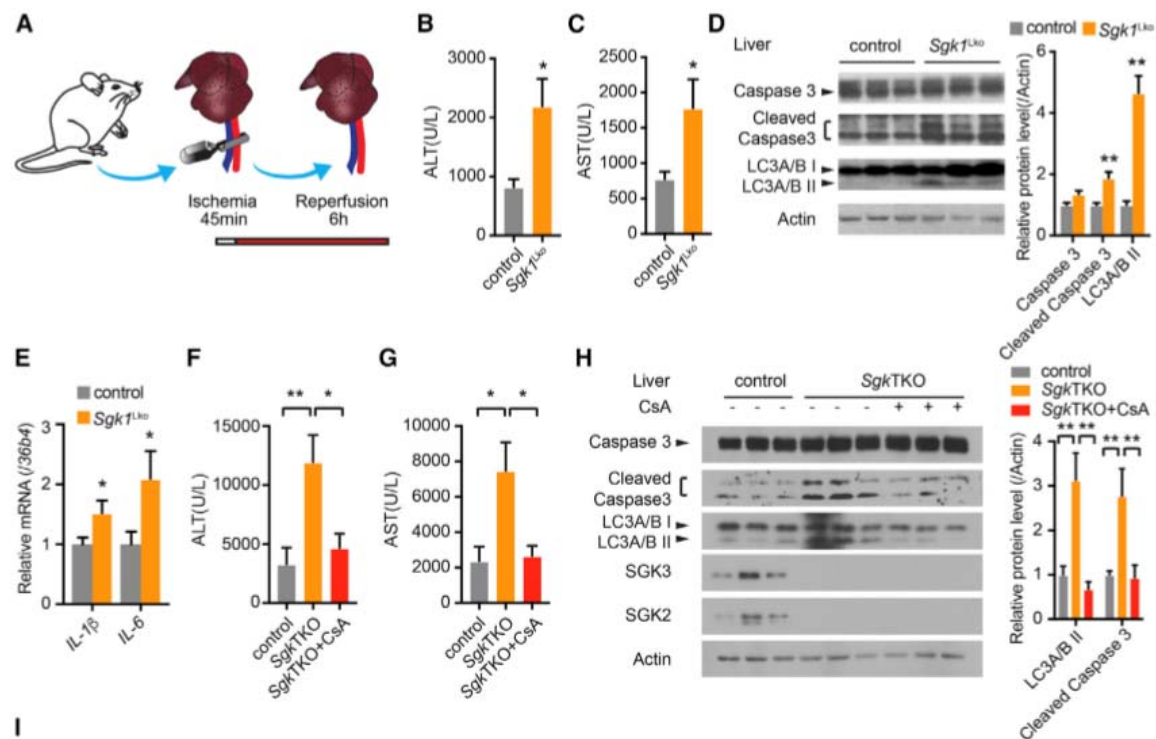 A
Ischemia
45min
Reperfusion
6h
B
ALT(U/L)
3000
2000
1000
0
*
control
Sgk1Lko
C
AST(U/L)
2500
2000
1500
1000
500
0
*
control
Sgk1Lko
D
Liver
control
Sgk1Lko
Caspase 3
Cleaved
Caspase3
LC3A/B I
LC3A/B II
Actin
control
Sgk1Lko
Relative protein level(/Actin)
6
4
2
0
**
**
Caspase 3
Cleaved Caspase 3
LC3A/B II
E
control
Sgk1Lko
Relative mRNA (/36b4)
3
2
1
0
*
*
IL-1β
IL-6
F
ALT(U/L)
15000
10000
5000
0
**
*
control
SgkTKO
SgkTKO+CsA
G
AST(U/L)
10000
8000
6000
4000
2000
0
*
*
control
SgkTKO
SgkTKO+CsA
H
Liver
control
SgkTKO
CsA
- - - - - - + + +
Caspase 3
Cleaved
Caspase3
LC3A/B I
LC3A/B II
SGK3
SGK2
Actin
control
SgkTKO
SgkTKO+CsA
Relative protein level (/Actin)
4
3
2
1
0
** **
** **
LC3A/B II
Cleaved Caspase 3
I